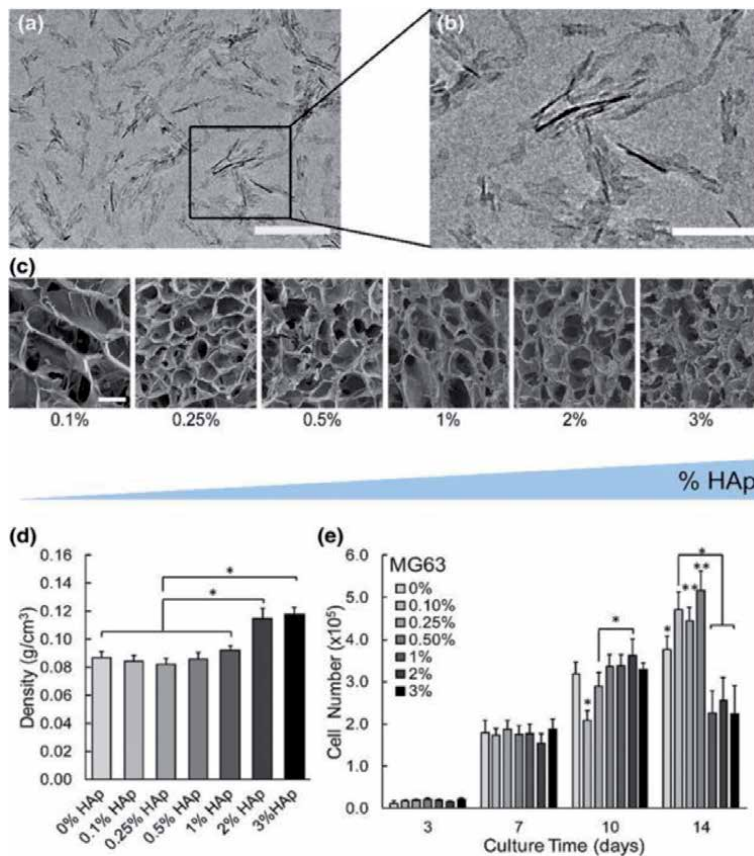 (a)
(b)
(c)
0.1%
0.25%
0.5%
1%
2%
3%
% HAp
(d)
0.16
0.14
0.12
0.10
0.08
0.06
0.04
0.02
0.00
Density (g/cm³)
*
*
0% HAp
0.1% HAp
0.25% HAp
0.5% HAp
1% HAp
2% HAp
3%HAp
(e)
6.0
5.0
4.0
3.0
2.0
1.0
0.0
Cell Number (x10⁵)
MG63
0%
0.10%
0.25%
0.50%
1%
2%
3%
*
*
*
**
**
*
3
7
10
14
Culture Time (days)